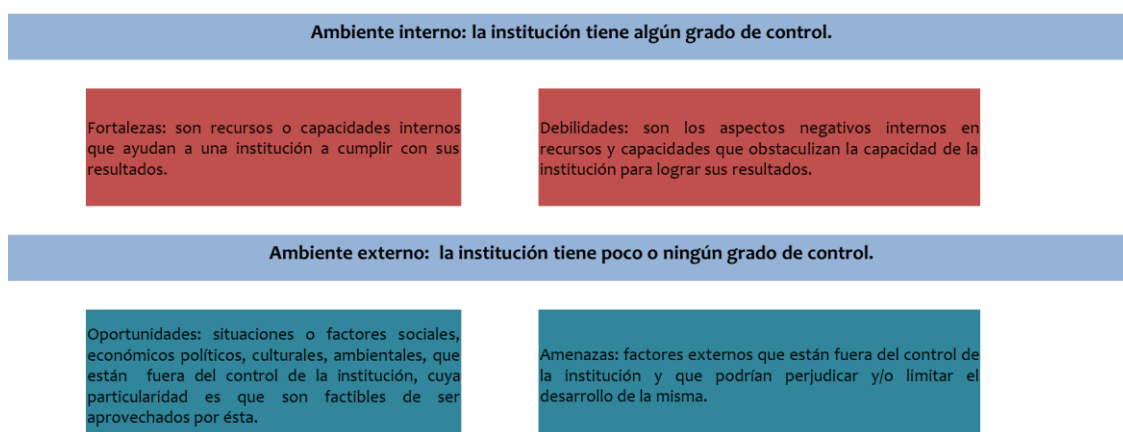 Ambiente interno: la institución tiene algún grado de control.
Fortalezas: son recursos o capacidades internos
que ayudan a una institución a cumplir con sus
resultados.
Debilidades: son los aspectos negativos internos en
recursos y capacidades que obstaculizan la capacidad de la
institución para lograr sus resultados.
Ambiente externo: la institución tiene poco o ningún grado de control.
Oportunidades: situaciones o factores sociales,
económicos políticos, culturales, ambientales, que
están fuera del control de la institución, cuya
particularidad es que son factibles de ser
aprovechados por ésta.
Amenazas: factores externos que están fuera del control de
la institución y que podrían perjudicar y/o limitar el
desarrollo de la misma.